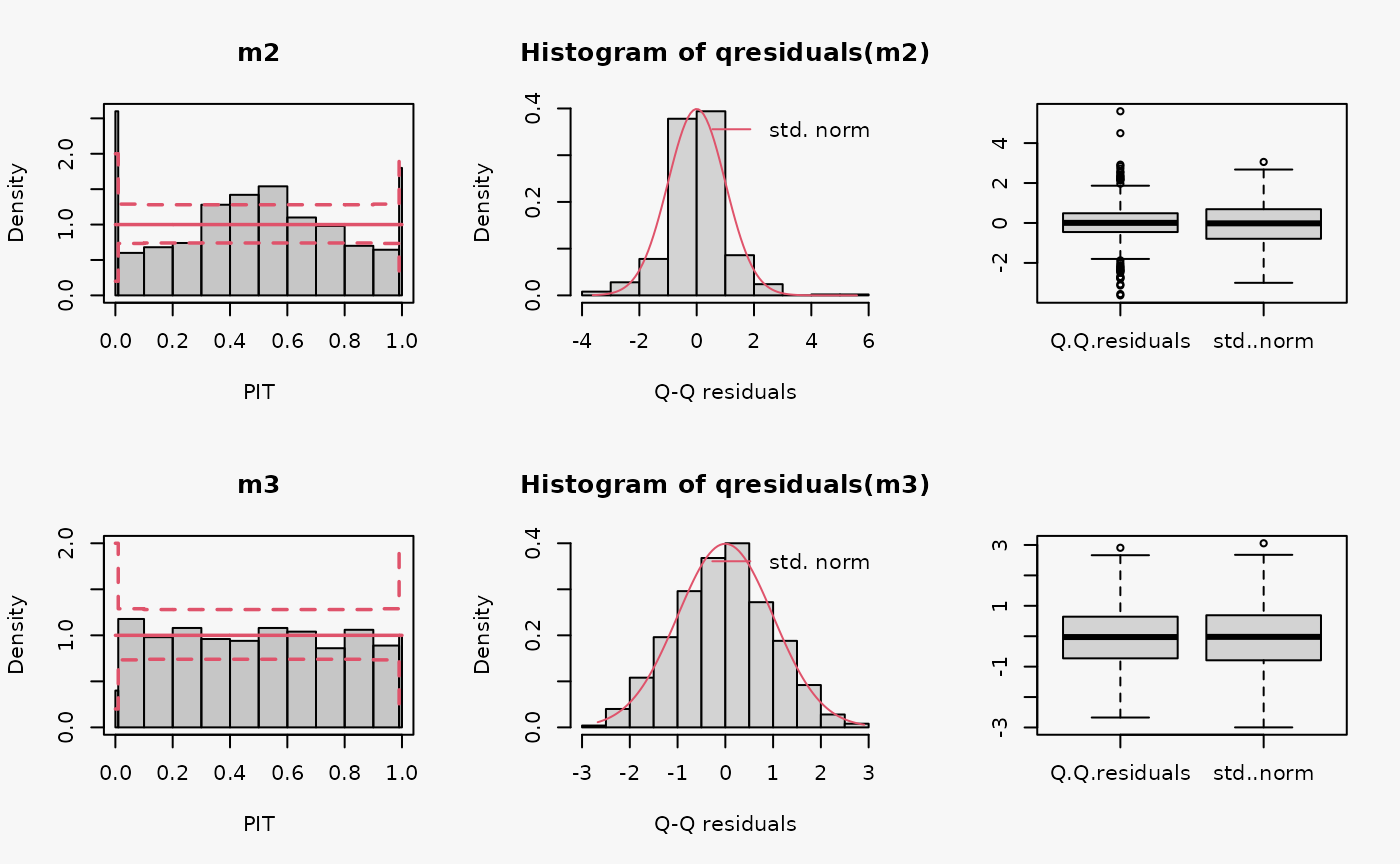 m2
Density
0.0 1.0 2.0
0.0 0.2 0.4 0.6 0.8 1.0
PIT
Histogram of qresiduals(m2)
Density
0.0 0.2 0.4
std. norm
-4 -2 0 2 4 6
Q-Q residuals
-2 0 2 4
Q.Q.residuals std..norm
m3
Density
0.0 1.0 2.0
0.0 0.2 0.4 0.6 0.8 1.0
PIT
Histogram of qresiduals(m3)
Density
0.0 0.2 0.4
std. norm
-3 -2 -1 0 1 2 3
Q-Q residuals
-3 -1 1 3
Q.Q.residuals std..norm